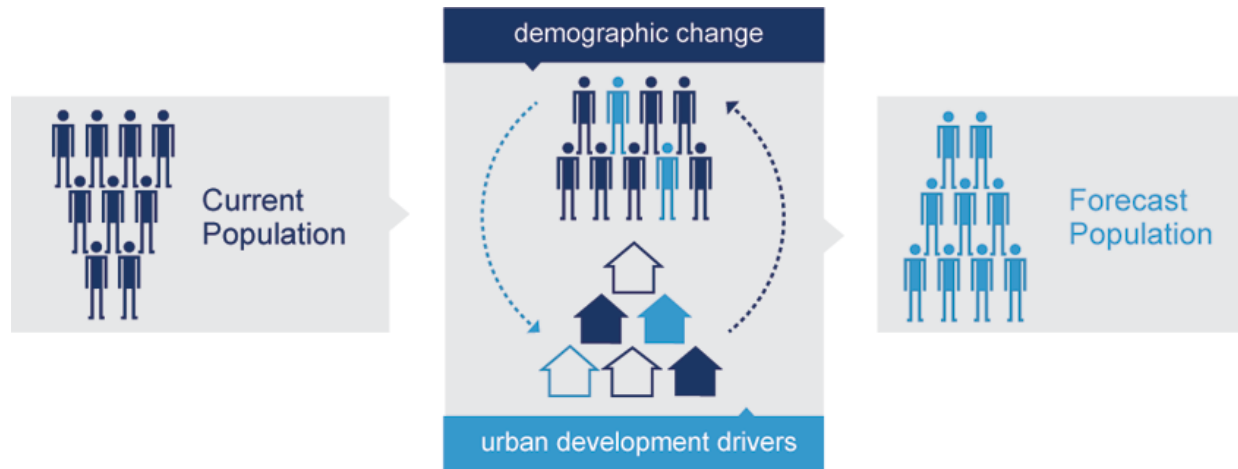 demographic change
Current
Population
Forecast
Population
urban development drivers